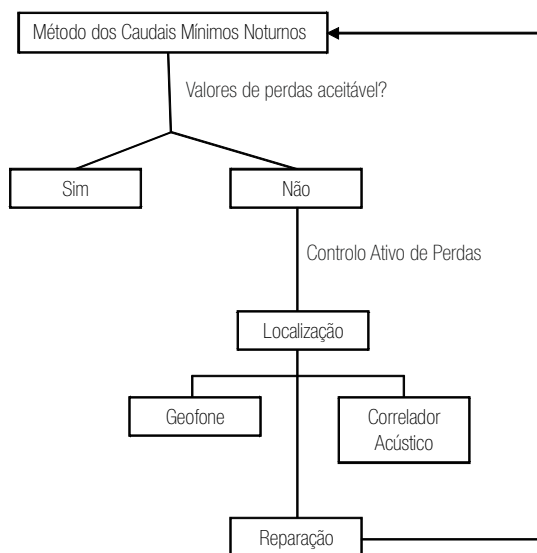 Método dos Caudais Mínimos Noturnos
Valores de perdas aceitável?
Sim
Não
Controlo Ativo de Perdas
Localização
Geofone
Correlador
Acústico
Reparação